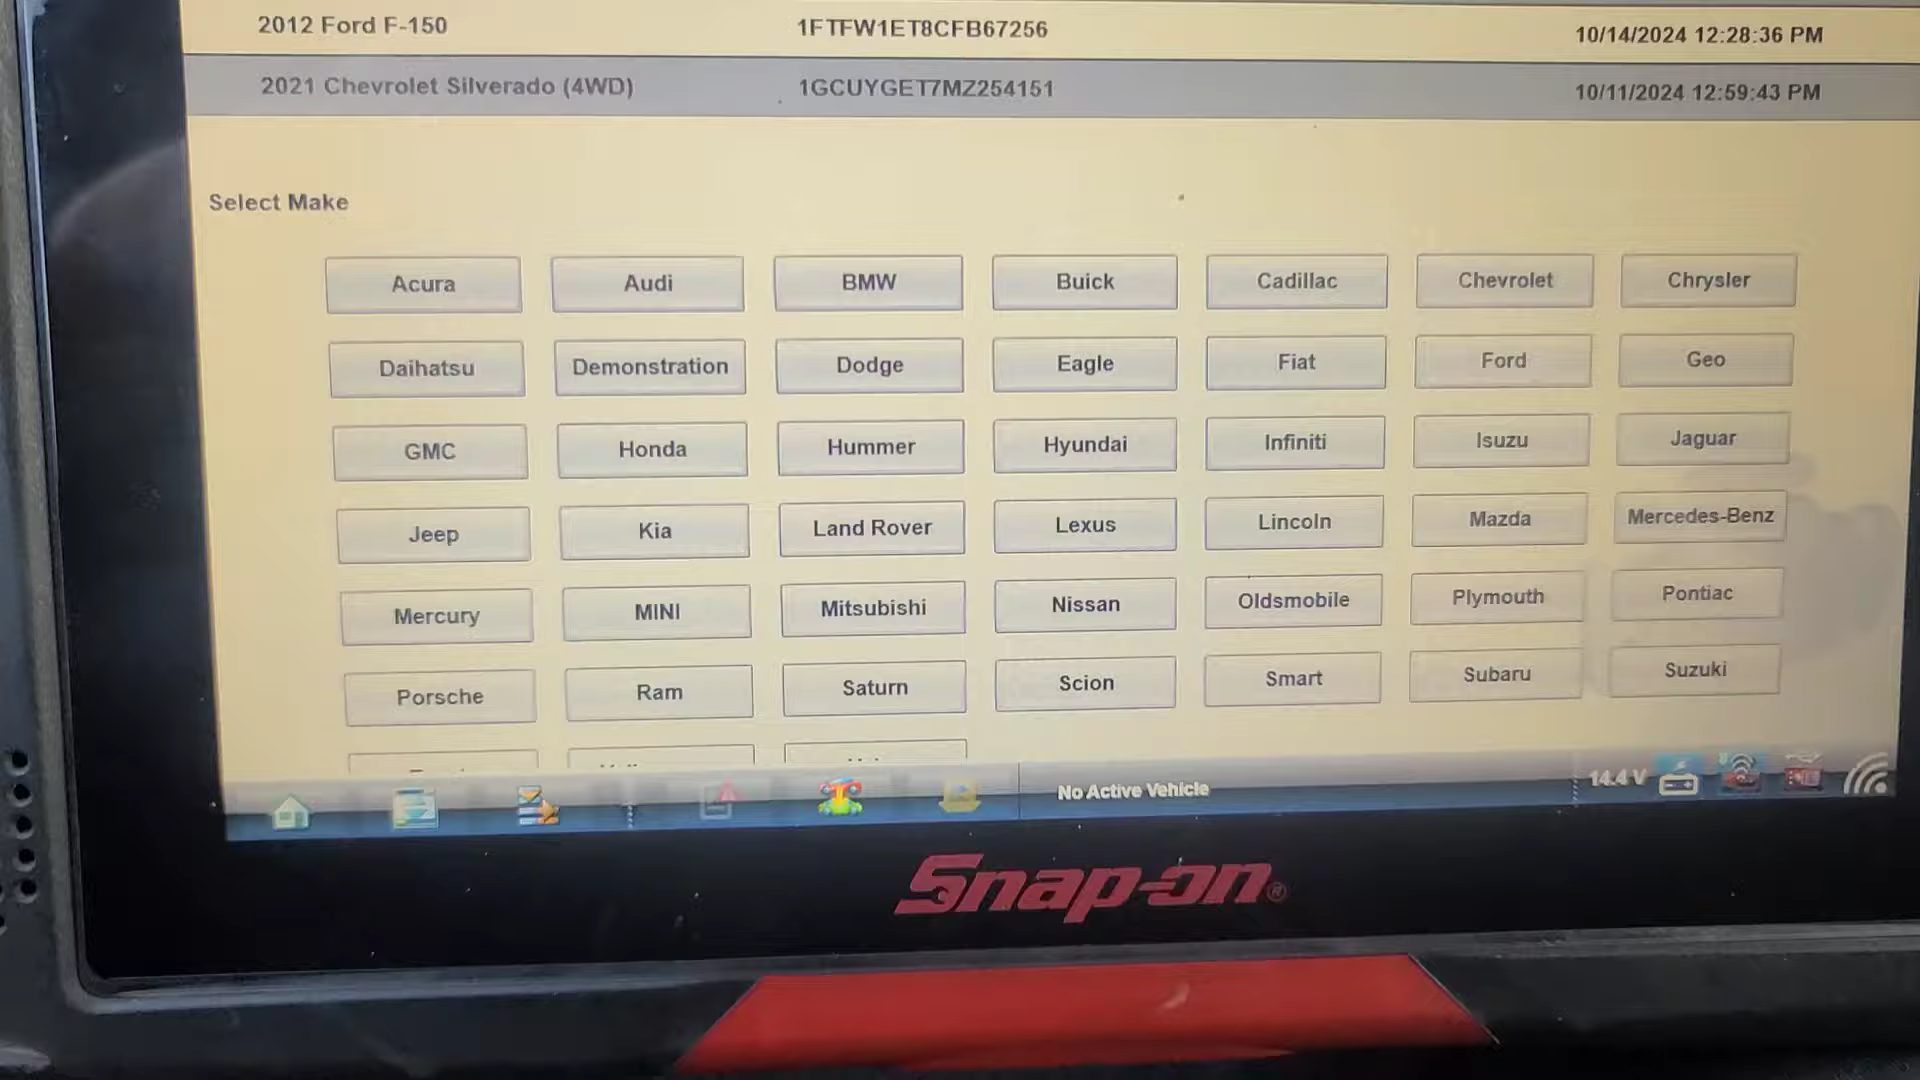 2012 Ford F-150 1FTFW1ET8CFB67256 10/14/2024 12:28:36 PM
2021 Chevrolet Silverado (4WD) 1GCUYGET7MZ254151 10/11/2024 12:59:43 PM
Select Make
Acura Audi BMW Buick Cadillac Chevrolet Chrysler
Daihatsu Demonstration Dodge Eagle Fiat Ford Geo
GMC Honda Hummer Hyundai Infiniti Isuzu Jaguar
Jeep Kia Land Rover Lexus Lincoln Mazda Mercedes-Benz
Mercury MINI Mitsubishi Nissan Oldsmobile Plymouth Pontiac
Porsche Ram Saturn Scion Smart Subaru Suzuki
No Active Vehicle 14.4 V
Snap-on®